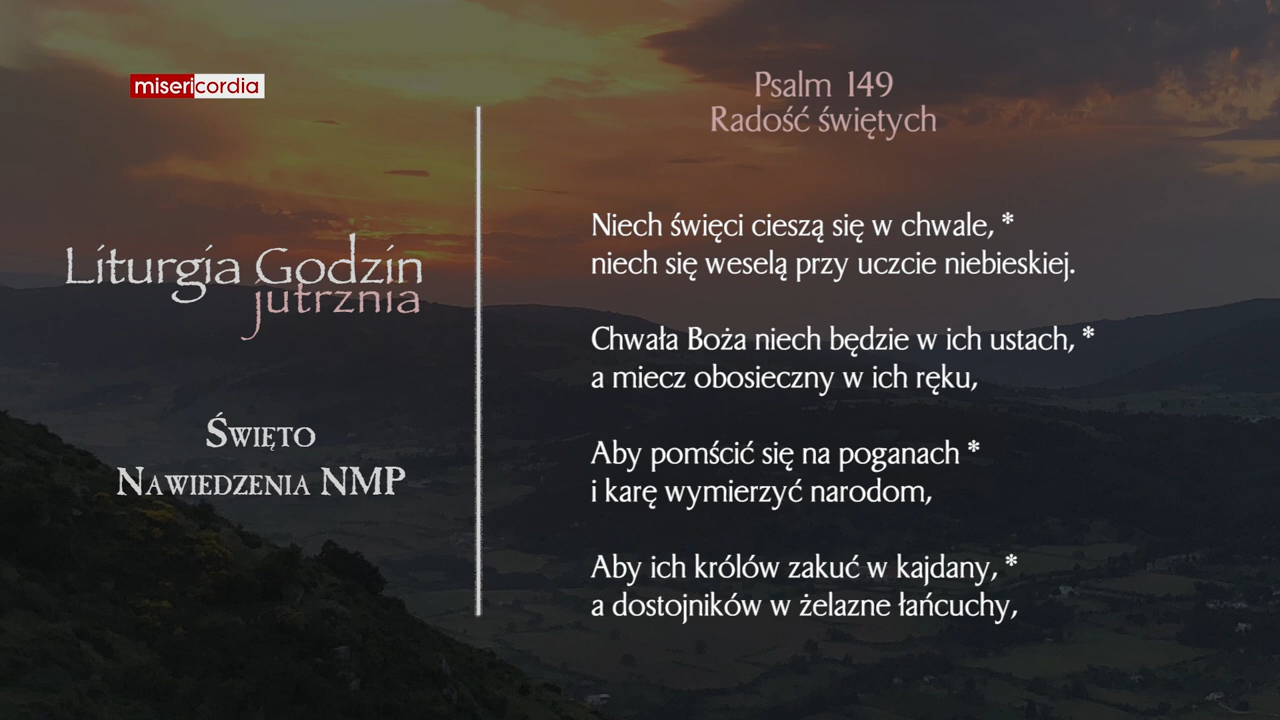 misericordia
Liturgia Godzin
jutrznia
Święto
Nawiedzenia NMP
Psalm 149
Radość świętych
Niech święci cieszą się w chwale, *
niech się weselą przy uczcie niebieskiej.
Chwała Boża niech będzie w ich ustach, *
a miecz obosieczny w ich ręku,
Aby pomścić się na poganach *
i karę wymierzyć narodom,
Aby ich królów zakuć w kajdany, *
a dostojników w żelazne łańcuchy,